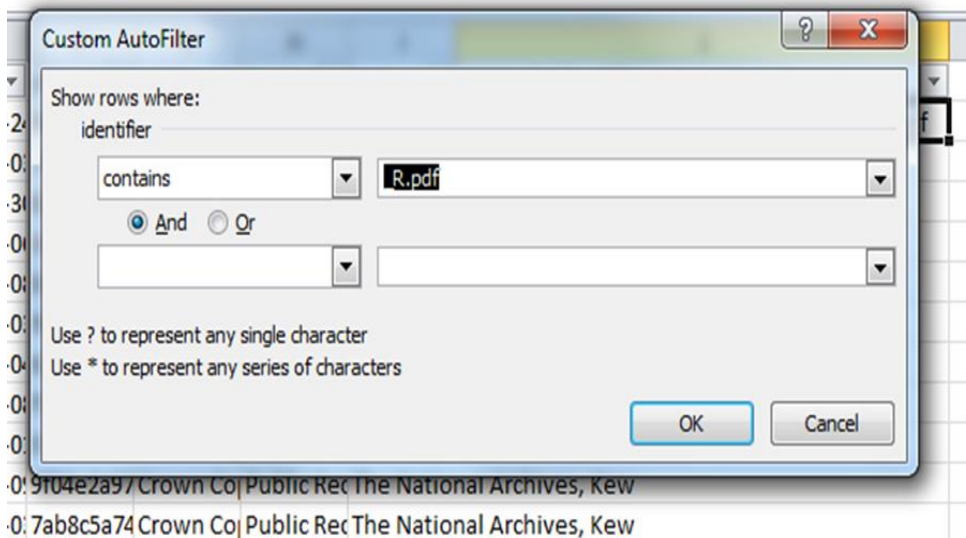 Custom AutoFilter
Show rows where:
identifier
contains _R.pdf
And Or
Use ? to represent any single character
Use * to represent any series of characters
OK Cancel
9f04e2a97 Crown Co Public Rec The National Archives, Kew
7ab8c5a74 Crown Co Public Rec The National Archives, Kew